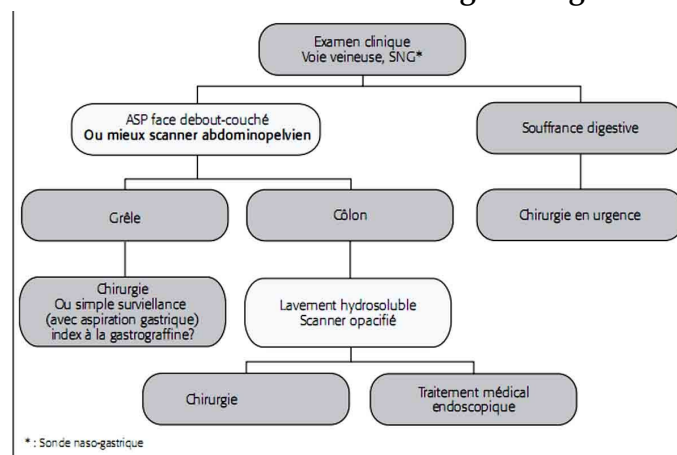 Examen clinique
Voie veineuse, SNG*
ASP face debout-couché
Ou mieux scanner abdominopelvien
Souffrance digestive
Grêle
Côlon
Chirurgie en urgence
Chirurgie
Ou simple surviellance
(avec aspiration gastrique)
index à la gastrograffine?
Lavement hydrosoluble
Scanner opacifié
Chirurgie
Traitement médical
endoscopique
* : Sonde naso-gastrique